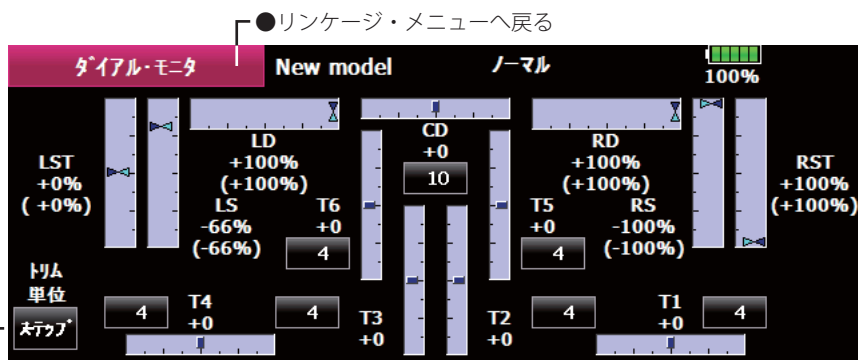 ●リンケージ・メニューへ戻る
ﾀﾞｲｱﾙ･ﾓﾆﾀ New model ﾉｰﾏﾙ 100%
LST
+0%
( +0%)
LD
+100%
(+100%)
LS
-66%
(-66%)
T6
+0
4
CD
+0
10
RD
+100%
(+100%)
T5
+0
4
RS
-100%
(-100%)
RST
+100%
(+100%)
ﾄﾘﾑ
単位
ｽﾃｯﾌﾟ
4
T4
+0
4
T3
+0
T2
+0
4
T1
+0
4